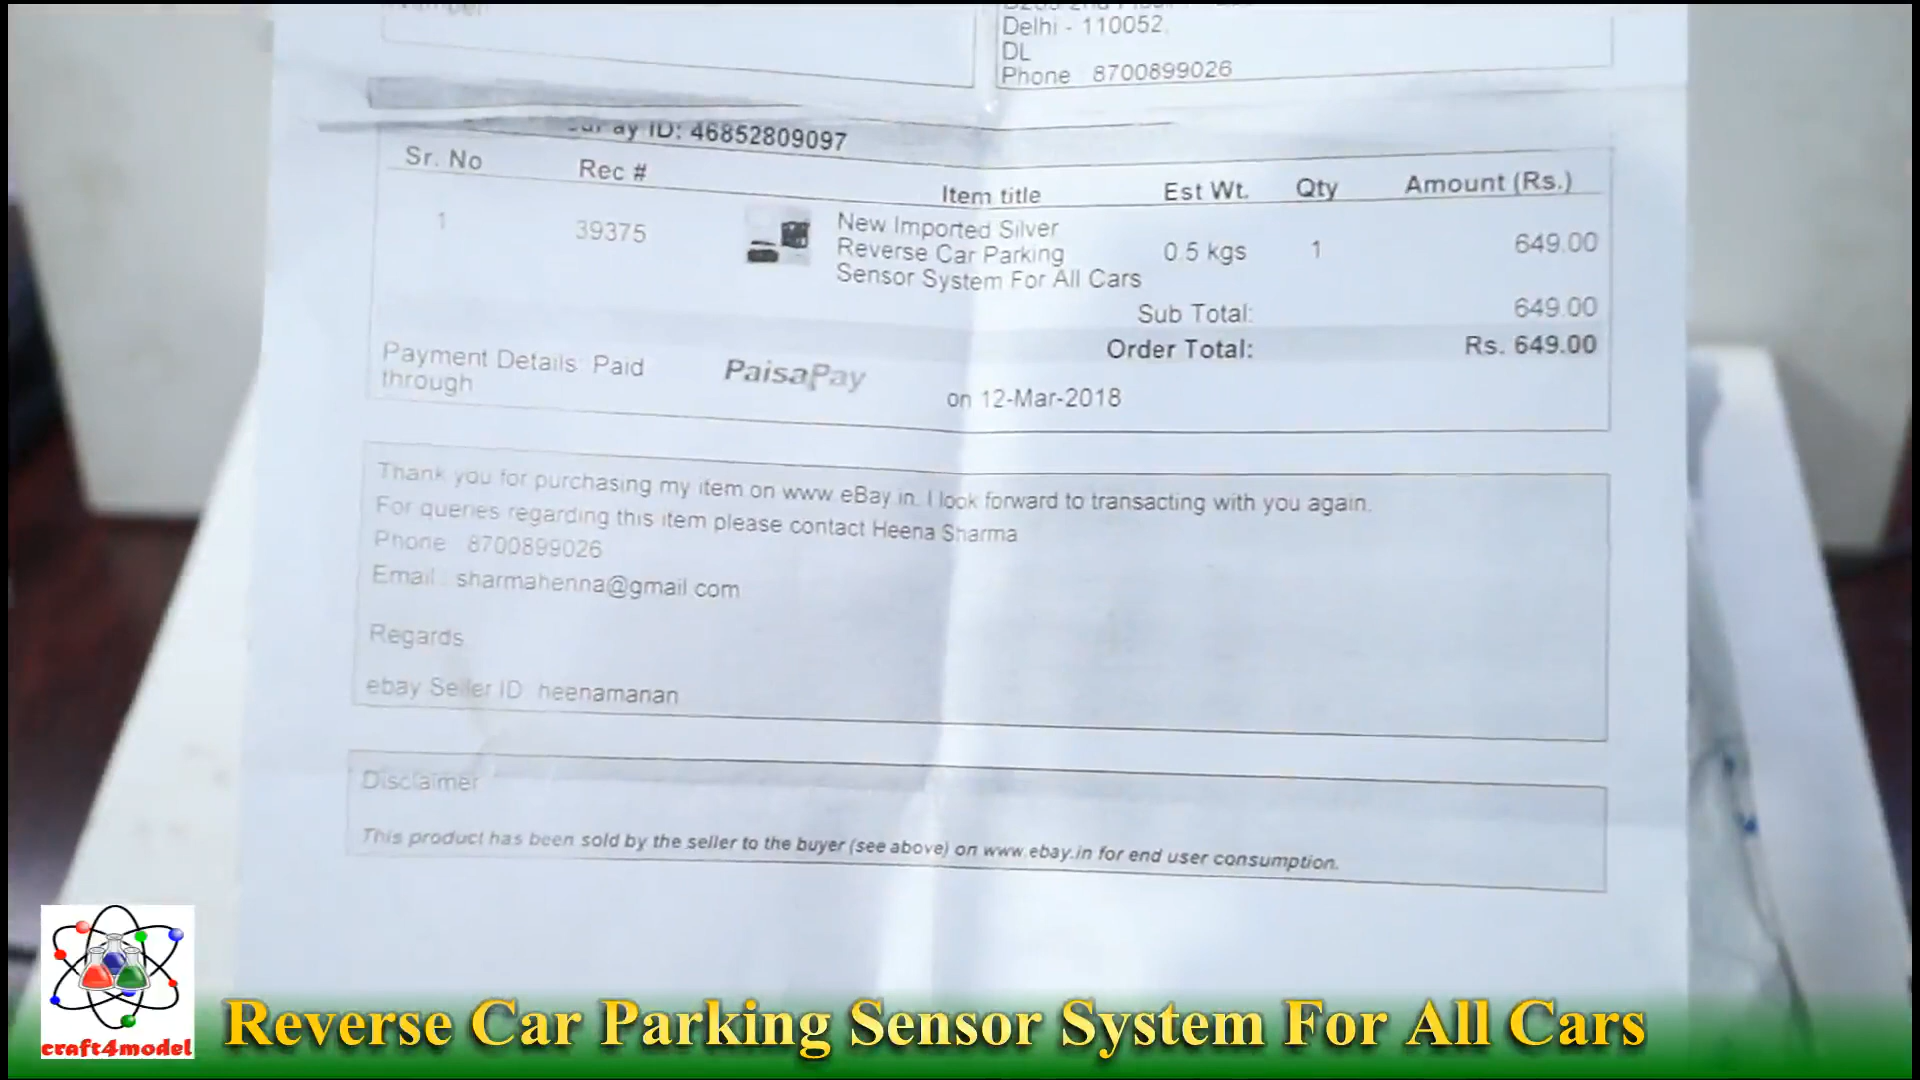 Delhi - 110052,
DL
Phone 8700899026
ay ID: 46852809097
Sr. No Rec # Item title Est Wt. Qty Amount (Rs.)
1 39375 New Imported Silver Reverse Car Parking Sensor System For All Cars 0.5 kgs 1 649.00
Sub Total: 649.00
Order Total: Rs. 649.00
Payment Details: Paid through PaisaPay on 12-Mar-2018
Thank you for purchasing my item on www.eBay.in. I look forward to transacting with you again.
For queries regarding this item please contact Heena Sharma
Phone 8700899026
Email : sharmahenna@gmail.com
Regards
ebay Seller ID heenamanan
Disclaimer
This product has been sold by the seller to the buyer (see above) on www.ebay.in for end user consumption.
craft4model
Reverse Car Parking Sensor System For All Cars